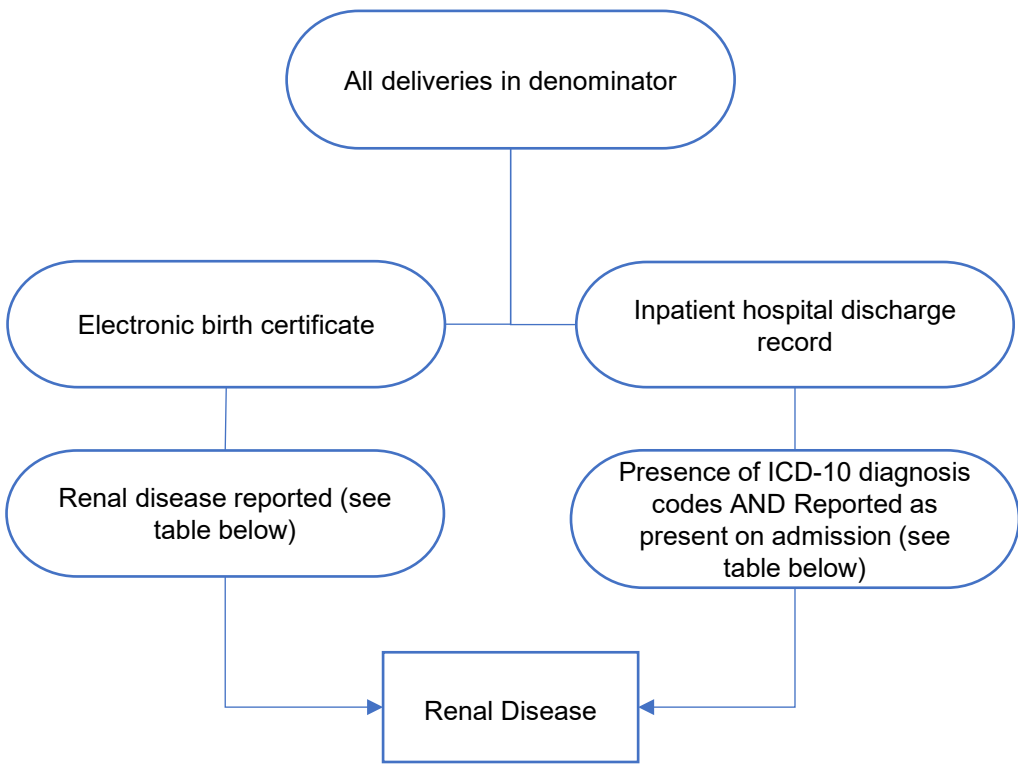 All deliveries in denominator
Electronic birth certificate
Inpatient hospital discharge
record
Renal disease reported (see
table below)
Presence of ICD-10 diagnosis
codes AND Reported as
present on admission (see
table below)
Renal Disease